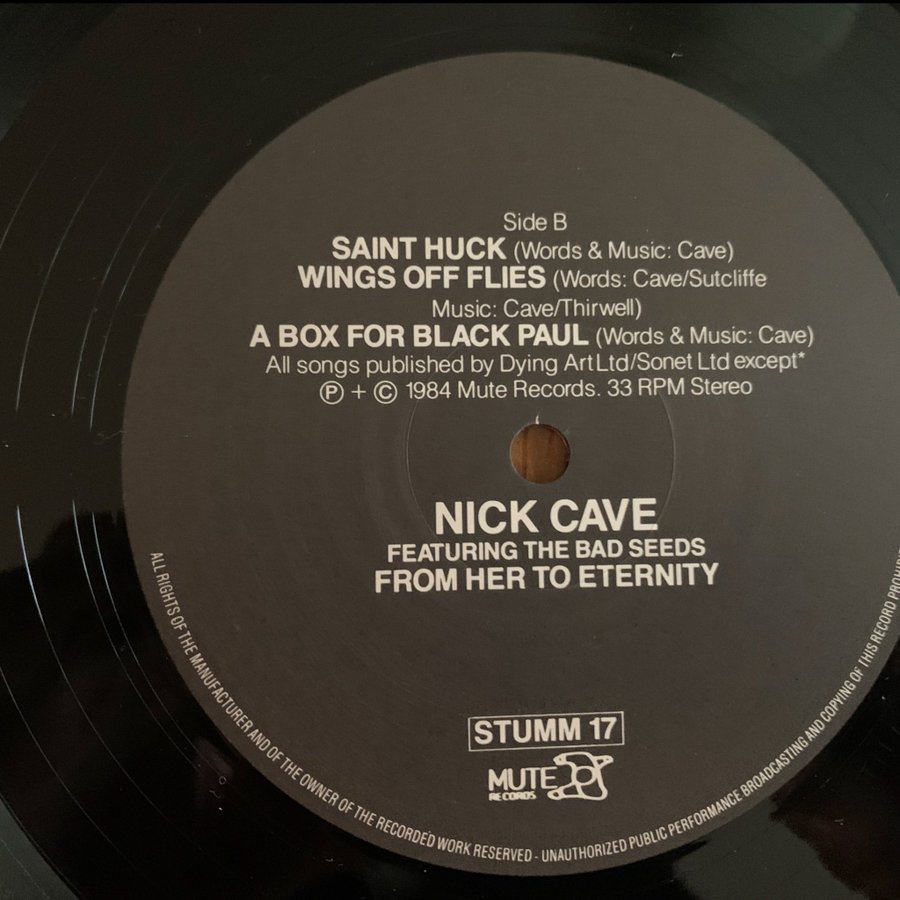 Side B
SAINT HUCK (Words & Music: Cave)
WINGS OFF FLIES (Words: Cave/Sutcliffe
Music: Cave/Thirwell)
A BOX FOR BLACK PAUL (Words & Music: Cave)
All songs published by Dying Art Ltd/Sonet Ltd except*
Ⓟ + © 1984 Mute Records. 33 RPM Stereo
NICK CAVE
FEATURING THE BAD SEEDS
FROM HER TO ETERNITY
STUMM 17
MUTE
RECORDS
ALL RIGHTS OF THE MANUFACTURER AND OF THE OWNER OF THE RECORDED WORK RESERVED - UNAUTHORIZED PUBLIC PERFORMANCE BROADCASTING AND COPYING OF THIS RECORD